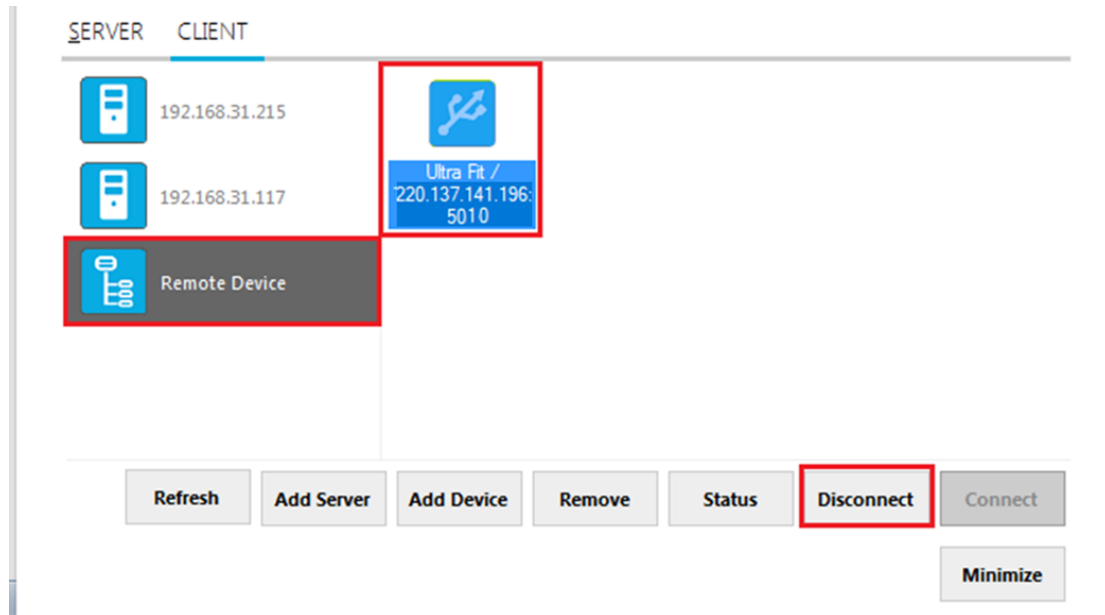 SERVER CLIENT
192.168.31.215
192.168.31.117
Remote Device
Ultra Fit /
220.137.141.196:
5010
Refresh Add Server Add Device Remove Status Disconnect Connect
Minimize